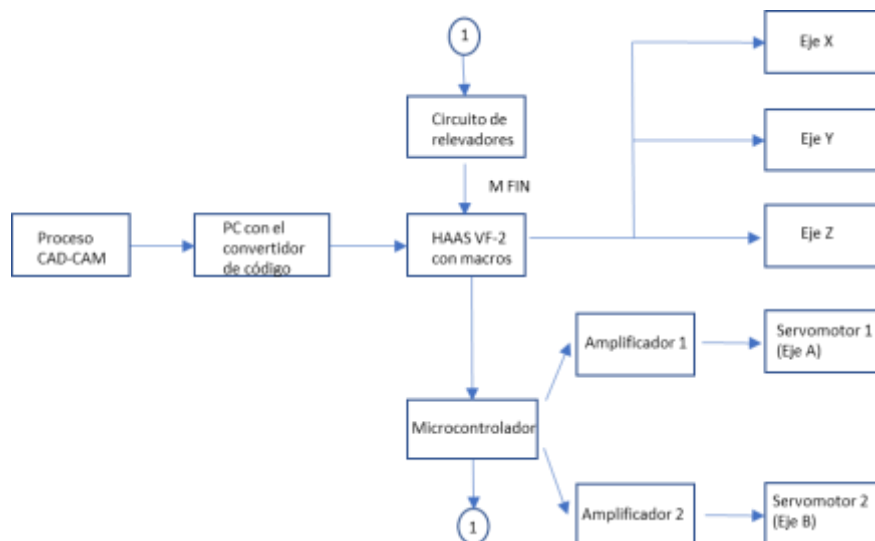 1
Eje X
Circuito de
relevadores
Eje Y
M FIN
Proceso
CAD-CAM
PC con el
convertidor
de código
HAAS VF-2
con macros
Eje Z
Amplificador 1
Servomotor 1
(Eje A)
Microcontrolador
1
Amplificador 2
Servomotor 2
(Eje B)